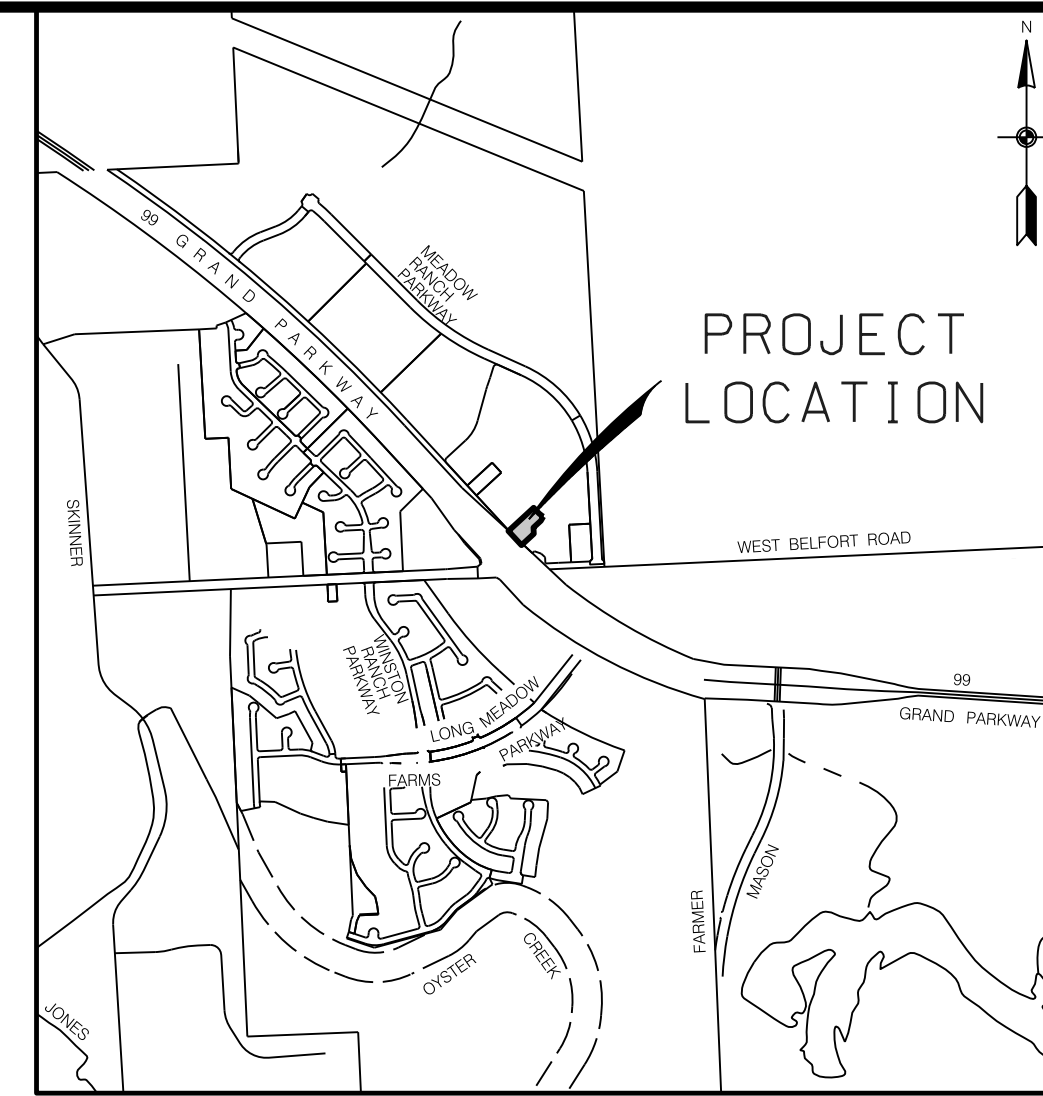 N
99 GRAND PARKWAY
MEADOW
RANCH
PARKWAY
PROJECT
LOCATION
SKINNER
WEST BELFORT ROAD
WINSTON
RANCH
PARKWAY
LONG MEADOW
99
GRAND PARKWAY
PARKWAY
FARMS
MASON
FARMER
OYSTER
CREEK
JONES